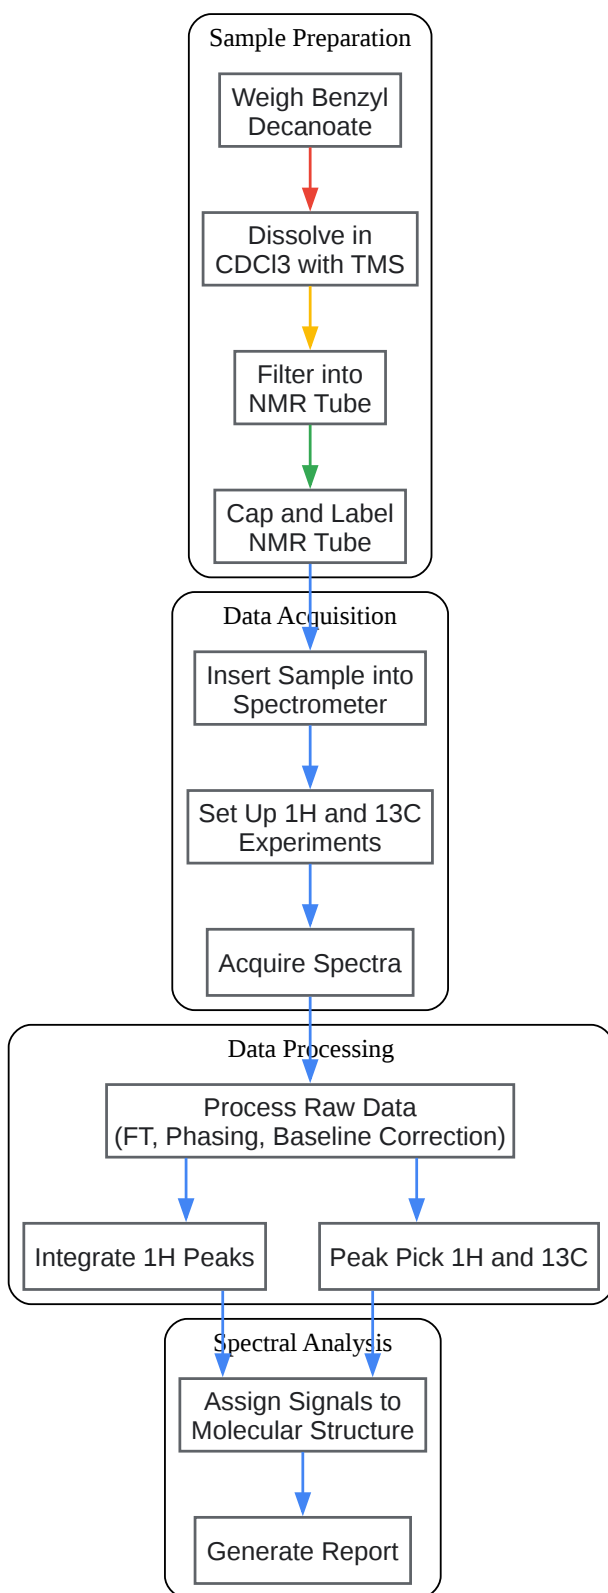 Sample Preparation
Weigh Benzyl
Decanoate
Dissolve in
CDCl3 with TMS
Filter into
NMR Tube
Cap and Label
NMR Tube
Data Acquisition
Insert Sample into
Spectrometer
Set Up 1H and 13C
Experiments
Acquire Spectra
Data Processing
Process Raw Data
(FT, Phasing, Baseline Correction)
Integrate 1H Peaks
Peak Pick 1H and 13C
Spectral Analysis
Assign Signals to
Molecular Structure
Generate Report